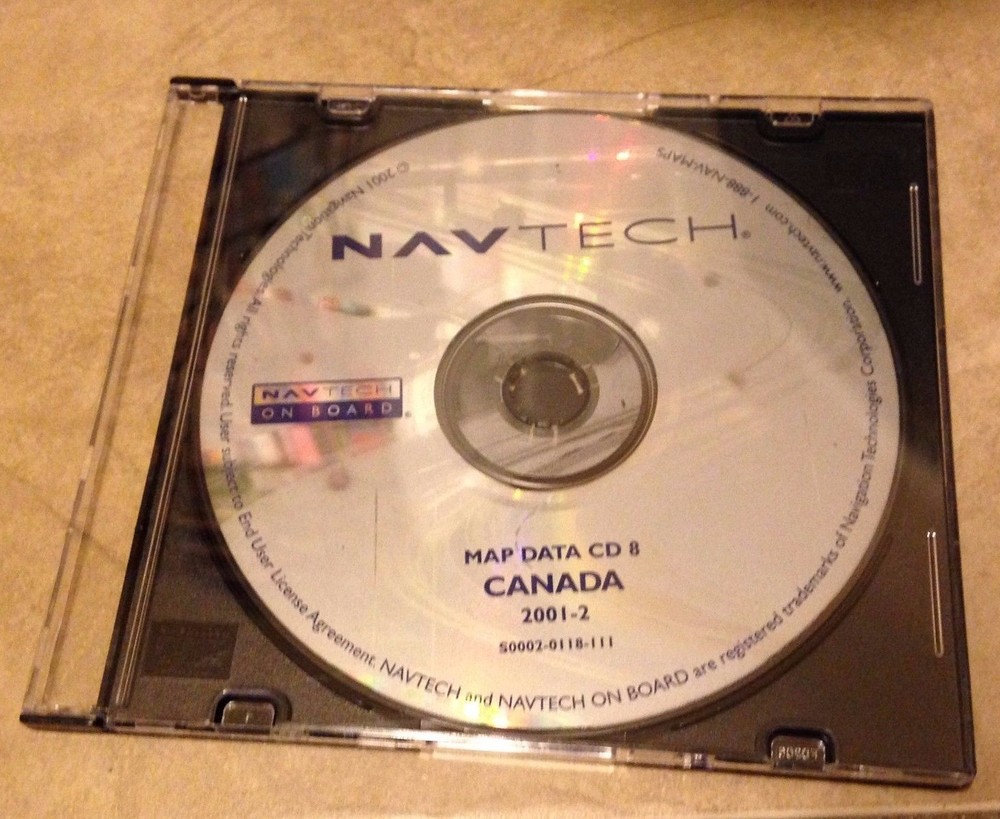 NAVTECH®
NAVTECH
ON BOARD®
MAP DATA CD 8
CANADA
2001-2
S0002-0118-111
© 2001 Navigation Technologies. All rights reserved. User subject to End User License Agreement. NAVTECH and NAVTECH ON BOARD are registered trademarks of Navigation Technologies Corporation. www.navtech.com 1-888-NAV-MAPS